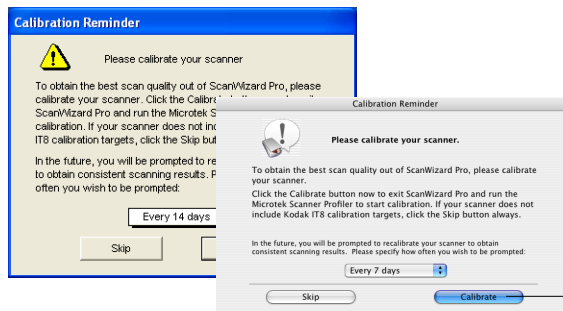 Calibration Reminder
Please calibrate your scanner
To obtain the best scan quality out of ScanWizard Pro, please
calibrate your scanner. Click the
ScanWizard Pro and run the Microtek
calibration. If your scanner does not
IT8 calibration targets, click the Skip
In the future, you will be prompted to
to obtain consistent scanning results.
often you wish to be prompted:
Every 14 days
Skip
Calibration Reminder
Please calibrate your scanner.
To obtain the best scan quality out of ScanWizard Pro, please calibrate
your scanner.
Click the Calibrate button now to exit ScanWizard Pro and run the
Microtek Scanner Profiler to start calibration. If your scanner does not
include Kodak IT8 calibration targets, click the Skip button always.
In the future, you will be prompted to recalibrate your scanner to obtain
consistent scanning results. Please specify how often you wish to be prompted:
Every 7 days
Skip
Calibrate